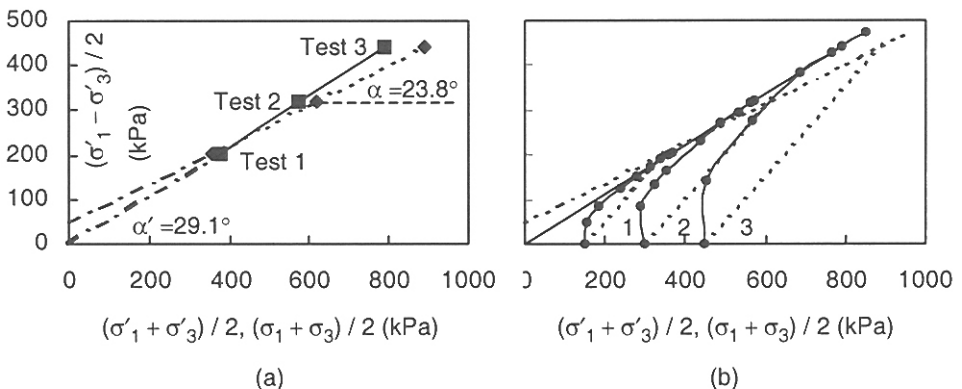 500
400
300
200
100
0
(σ′₁ − σ′₃) / 2
(kPa)
Test 3
Test 2
Test 1
α =23.8°
α′ =29.1°
0 200 400 600 800 1000
(σ′₁ + σ′₃) / 2, (σ₁ + σ₃) / 2 (kPa)
(a)
1 2 3
0 200 400 600 800 1000
(σ′₁ + σ′₃) / 2, (σ₁ + σ₃) / 2 (kPa)
(b)